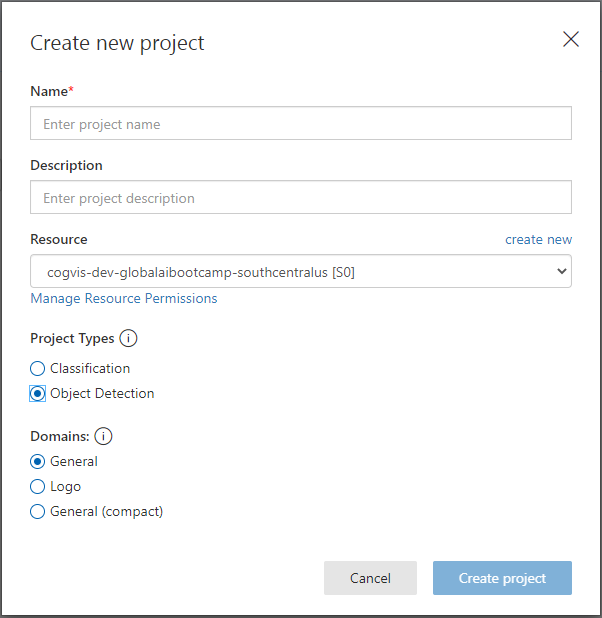 Create new project
Name*
Enter project name
Description
Enter project description
Resource create new
cogvis-dev-globalaibootcamp-southcentralus [S0]
Manage Resource Permissions
Project Types i
Classification
Object Detection
Domains: i
General
Logo
General (compact)
Cancel Create project